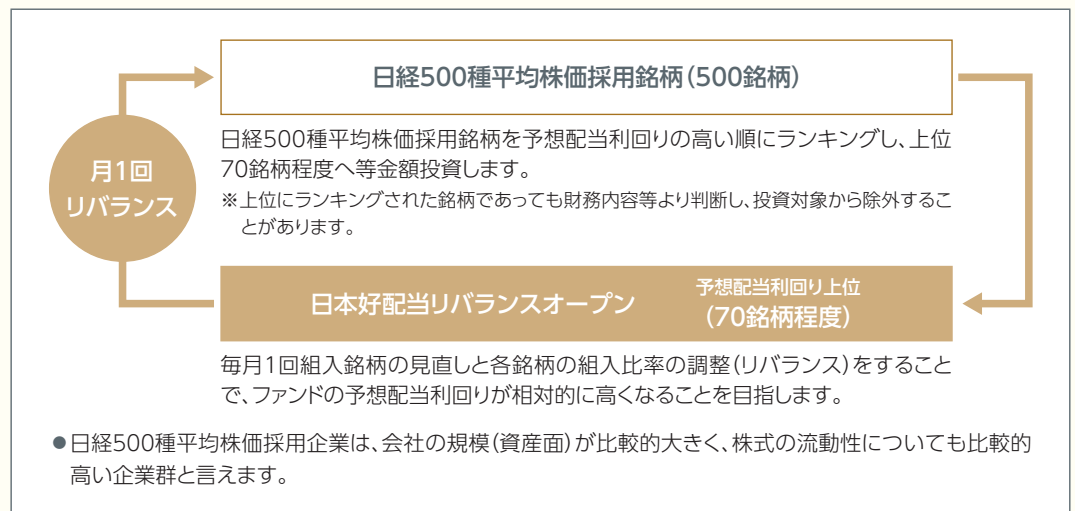 日経500種平均株価採用銘柄(500銘柄)
月1回
リバランス
日経500種平均株価採用銘柄を予想配当利回りの高い順にランキングし、上位
70銘柄程度へ等金額投資します。
※上位にランキングされた銘柄であっても財務内容等より判断し、投資対象から除外するこ
とがあります。
日本好配当リバランスオープン
予想配当利回り上位
(70銘柄程度)
毎月1回組入銘柄の見直しと各銘柄の組入比率の調整(リバランス)をすること
で、ファンドの予想配当利回りが相対的に高くなることを目指します。
●日経500種平均株価採用企業は、会社の規模(資産面)が比較的大きく、株式の流動性についても比較的
高い企業群と言えます。